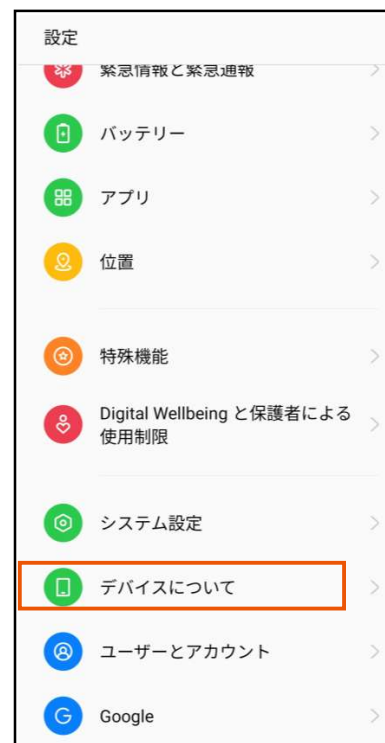 設定
緊急情報と緊急通報
バッテリー
アプリ
位置
特殊機能
Digital Wellbeing と保護者による
使用制限
システム設定
デバイスについて
ユーザーとアカウント
Google